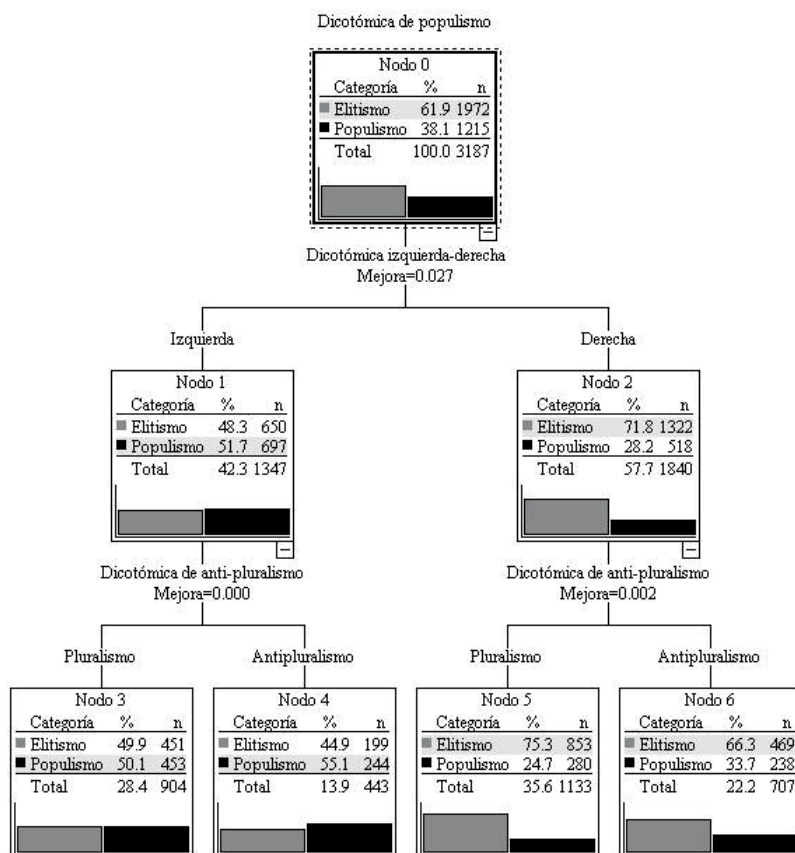 Dicotómica de populismo
Nodo 0
Categoría % n
Elitismo 61.9 1972
Populismo 38.1 1215
Total 100.0 3187
Dicotómica izquierda-derecha
Mejora=0.027
Izquierda
Derecha
Nodo 1
Categoría % n
Elitismo 48.3 650
Populismo 51.7 697
Total 42.3 1347
Nodo 2
Categoría % n
Elitismo 71.8 1322
Populismo 28.2 518
Total 57.7 1840
Dicotómica de anti-pluralismo
Mejora=0.000
Dicotómica de anti-pluralismo
Mejora=0.002
Pluralismo
Antipluralismo
Pluralismo
Antipluralismo
Nodo 3
Categoría % n
Elitismo 49.9 451
Populismo 50.1 453
Total 28.4 904
Nodo 4
Categoría % n
Elitismo 44.9 199
Populismo 55.1 244
Total 13.9 443
Nodo 5
Categoría % n
Elitismo 75.3 853
Populismo 24.7 280
Total 35.6 1133
Nodo 6
Categoría % n
Elitismo 66.3 469
Populismo 33.7 238
Total 22.2 707